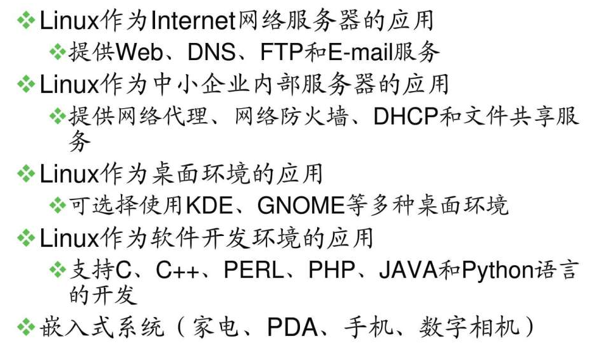 Linux作为Internet网络服务器的应用
提供Web、DNS、FTP和E-mail服务
Linux作为中小企业内部服务器的应用
提供网络代理、网络防火墙、DHCP和文件共享服
务
Linux作为桌面环境的应用
可选择使用KDE、GNOME等多种桌面环境
Linux作为软件开发环境的应用
支持C、C++、PERL、PHP、JAVA和Python语言
的开发
嵌入式系统（家电、PDA、手机、数字相机）